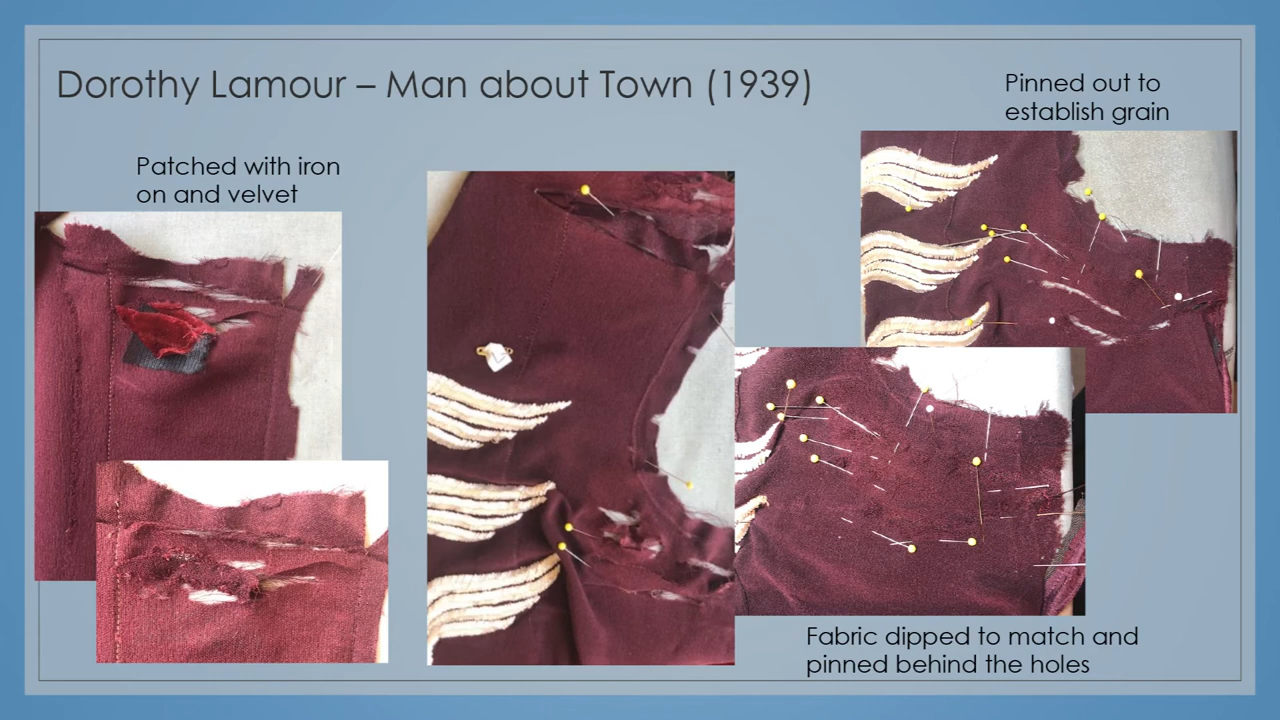 Dorothy Lamour – Man about Town (1939)
Pinned out to
establish grain
Patched with iron
on and velvet
Fabric dipped to match and
pinned behind the holes